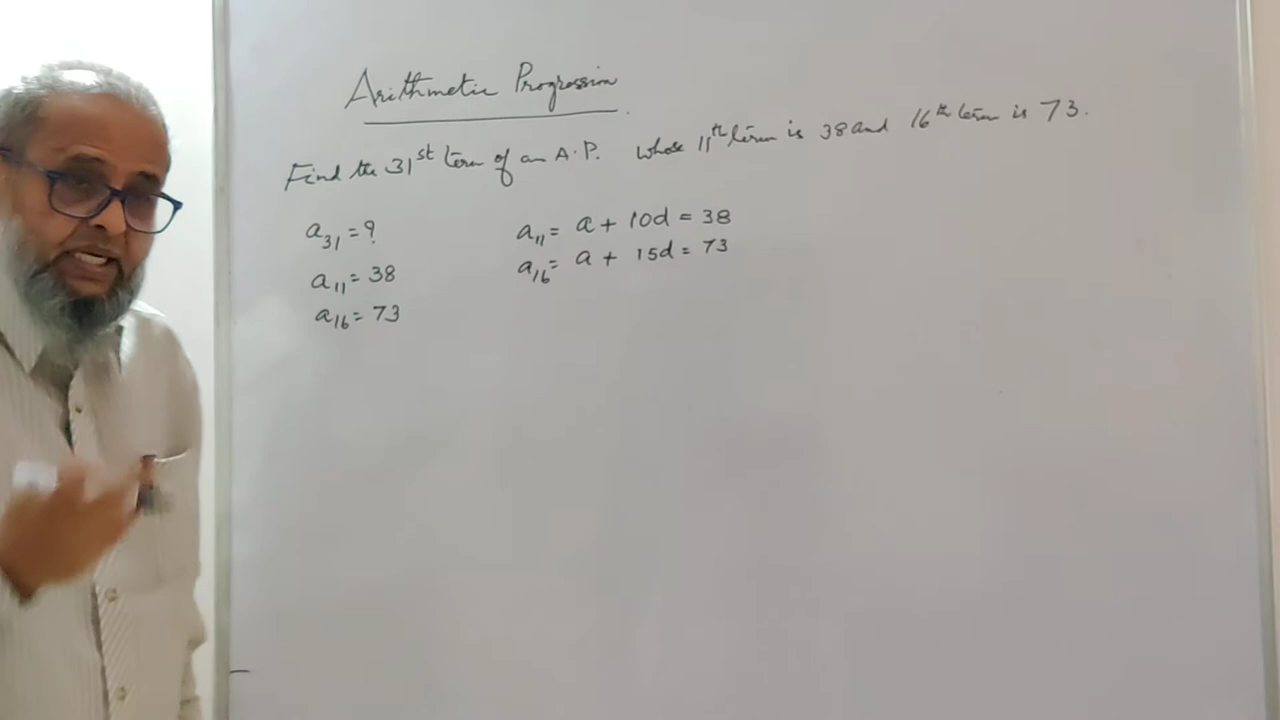 Arithmetic Progression
Find the 31st term of an A.P. whose 11th term is 38 and 16th term is 73.
a₃₁ = ?
a₁₁ = 38
a₁₆ = 73
a₁₁ = a + 10d = 38
a₁₆ = a + 15d = 73